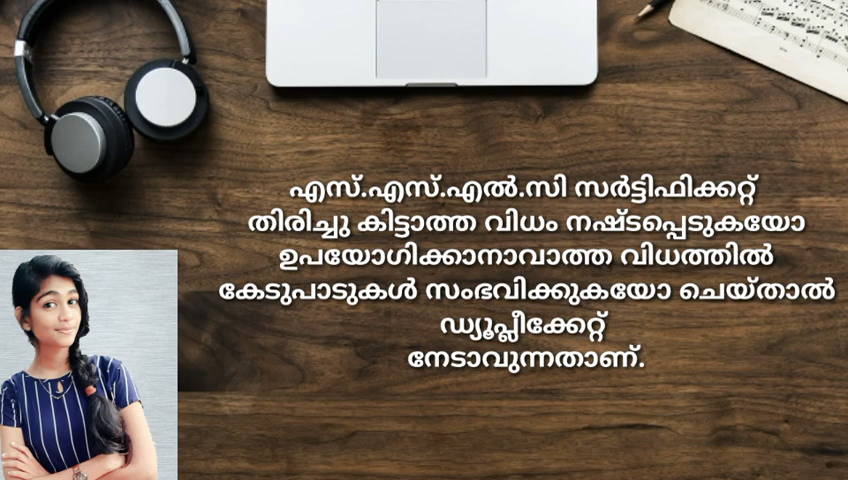 എസ്.എസ്.എൽ.സി സർട്ടിഫിക്കറ്റ്
തിരിച്ചു കിട്ടാത്ത വിധം നഷ്ടപ്പെടുകയോ
ഉപയോഗിക്കാനാവാത്ത വിധത്തിൽ
കേടുപാടുകൾ സംഭവിക്കുകയോ ചെയ്താൽ
ഡ്യൂപ്ലീക്കേറ്റ്
നേടാവുന്നതാണ്.